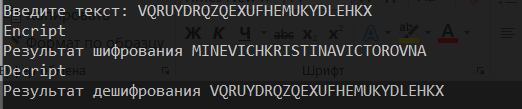 Введите текст: VQRUYDRQZQEXUFHEMUKYDLEHKX
Encript
Результат шифрования MINEVICHKRISTINAVICTOROVNA
Decript
Результат дешифрования VQRUYDRQZQEXUFHEMUKYDLEHKX